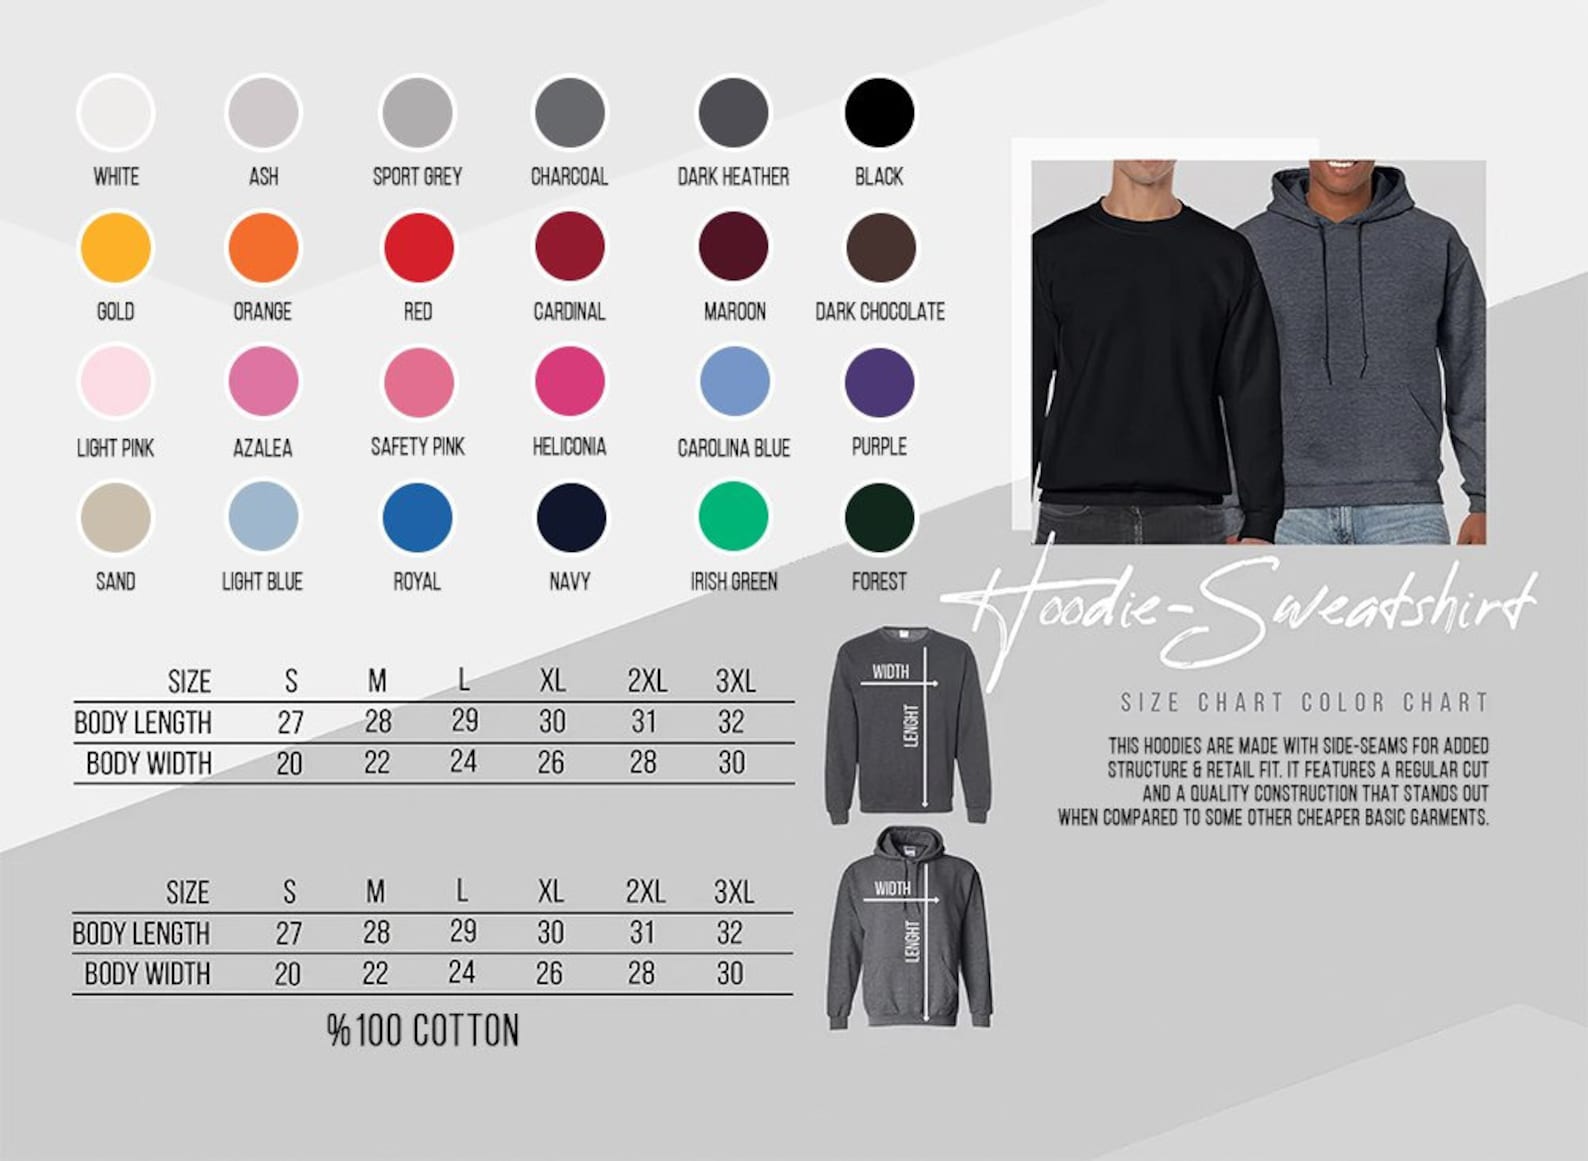 WHITE ASH SPORT GREY CHARCOAL DARK HEATHER BLACK
GOLD ORANGE RED CARDINAL MAROON DARK CHOCOLATE
LIGHT PINK AZALEA SAFETY PINK HELICONIA CAROLINA BLUE PURPLE
SAND LIGHT BLUE ROYAL NAVY IRISH GREEN FOREST
Hoodie-Sweatshirt
SIZE CHART COLOR CHART
THIS HOODIES ARE MADE WITH SIDE-SEAMS FOR ADDED
STRUCTURE & RETAIL FIT. IT FEATURES A REGULAR CUT
AND A QUALITY CONSTRUCTION THAT STANDS OUT
WHEN COMPARED TO SOME OTHER CHEAPER BASIC GARMENTS.
SIZE S M L XL 2XL 3XL
BODY LENGTH 27 28 29 30 31 32
BODY WIDTH 20 22 24 26 28 30
WIDTH
LENGHT
SIZE S M L XL 2XL 3XL
BODY LENGTH 27 28 29 30 31 32
BODY WIDTH 20 22 24 26 28 30
WIDTH
LENGHT
%100 COTTON